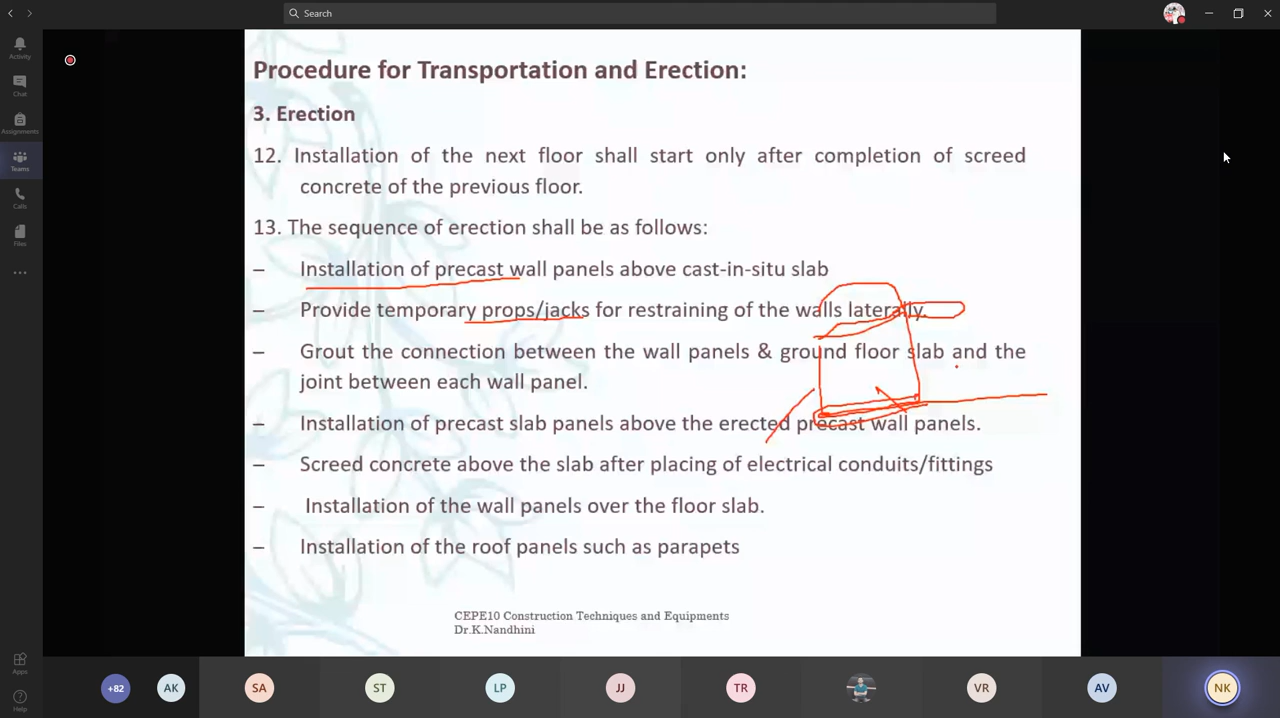 Search
Activity
Chat
Assignments
Teams
Calls
Files
Apps
Help
Procedure for Transportation and Erection:
3. Erection
12. Installation of the next floor shall start only after completion of screed
concrete of the previous floor.
13. The sequence of erection shall be as follows:
– Installation of precast wall panels above cast-in-situ slab
– Provide temporary props/jacks for restraining of the walls laterally.
– Grout the connection between the wall panels & ground floor slab and the
joint between each wall panel.
– Installation of precast slab panels above the erected precast wall panels.
– Screed concrete above the slab after placing of electrical conduits/fittings
– Installation of the wall panels over the floor slab.
– Installation of the roof panels such as parapets
CEPE10 Construction Techniques and Equipments
Dr.K.Nandhini
+82 AK SA ST LP JJ TR VR AV NK